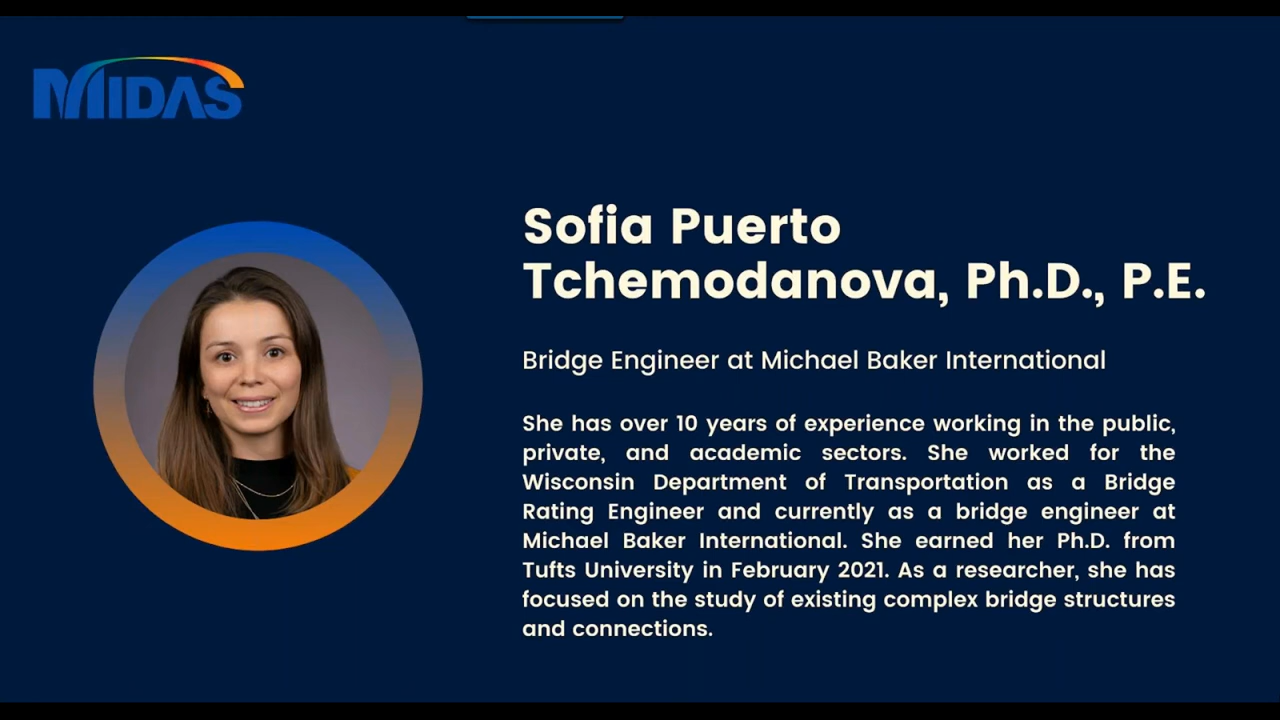 MIDAS
Sofia Puerto
Tchemodanova, Ph.D., P.E.
Bridge Engineer at Michael Baker International
She has over 10 years of experience working in the public,
private, and academic sectors. She worked for the
Wisconsin Department of Transportation as a Bridge
Rating Engineer and currently as a bridge engineer at
Michael Baker International. She earned her Ph.D. from
Tufts University in February 2021. As a researcher, she has
focused on the study of existing complex bridge structures
and connections.